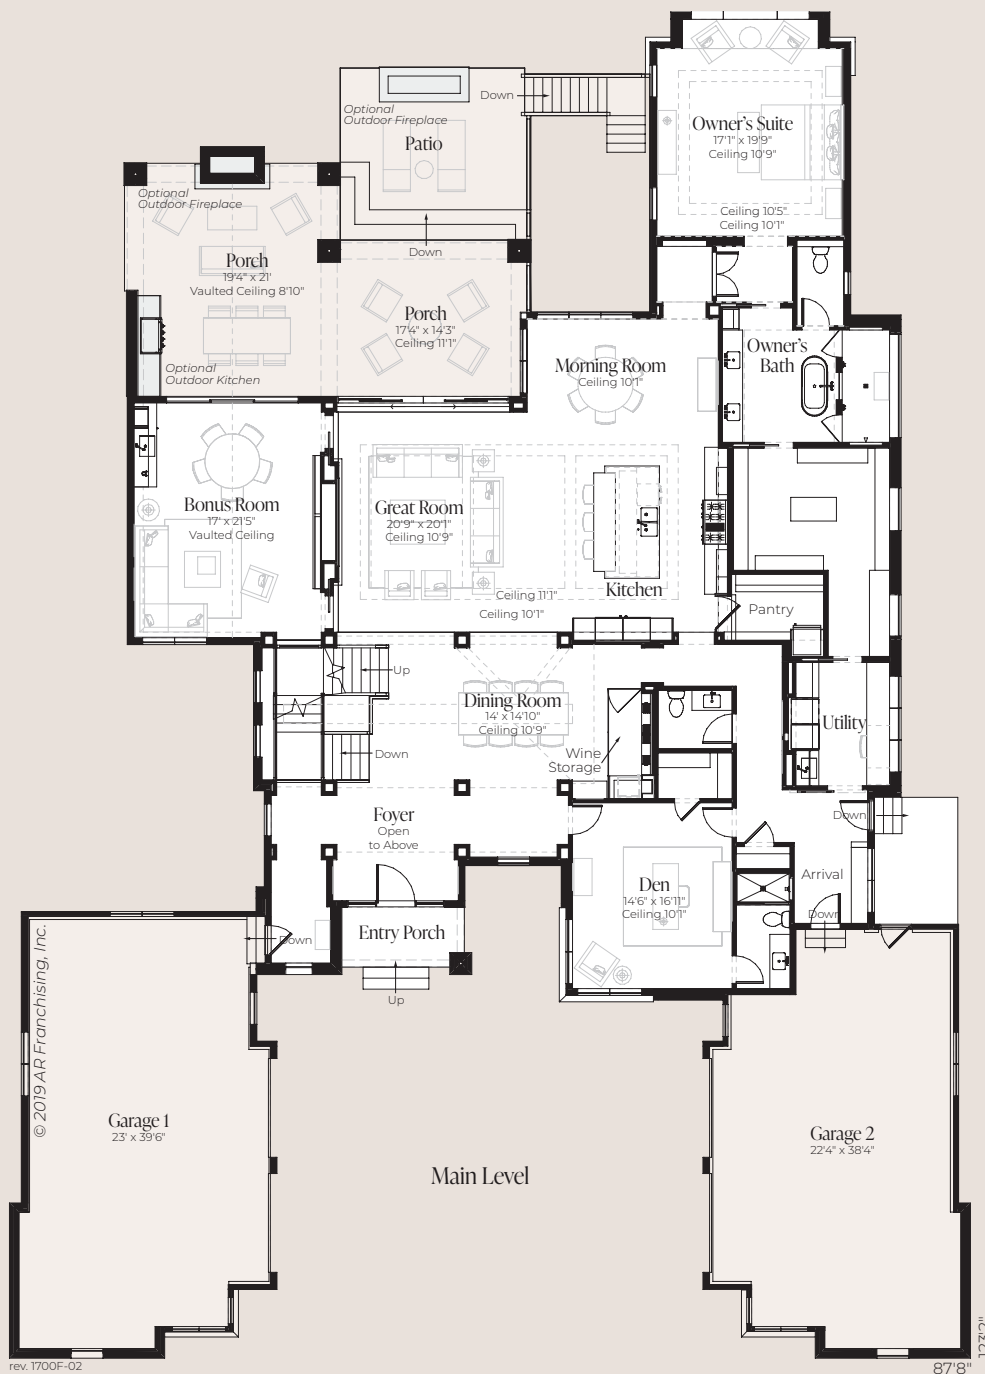 Owner's Suite
17'1" x 19'9"
Ceiling 10'9"
Ceiling 10'5"
Ceiling 10'1"
Down
Optional
Outdoor Fireplace
Patio
Down
Optional
Outdoor Fireplace
Porch
19'4" x 21'
Vaulted Ceiling 8'10"
Porch
17'4" x 14'3"
Ceiling 11'1"
Optional
Outdoor Kitchen
Morning Room
Ceiling 10'1"
Owner's
Bath
Bonus Room
17' x 21'5"
Vaulted Ceiling
Great Room
20'9" x 20'1"
Ceiling 10'9"
Ceiling 11'1"
Ceiling 10'1"
Kitchen
Pantry
Up
Down
Dining Room
14' x 14'10"
Ceiling 10'9"
Wine
Storage
Utility
Foyer
Open
to Above
Down
Arrival
Down
Den
14'6" x 16'11"
Ceiling 10'1"
Entry Porch
Down
Up
© 2019 AR Franchising, Inc.
Garage 1
23' x 39'6"
Garage 2
22'4" x 38'4"
Main Level
rev. 1700F-02
87'8"
123'2"